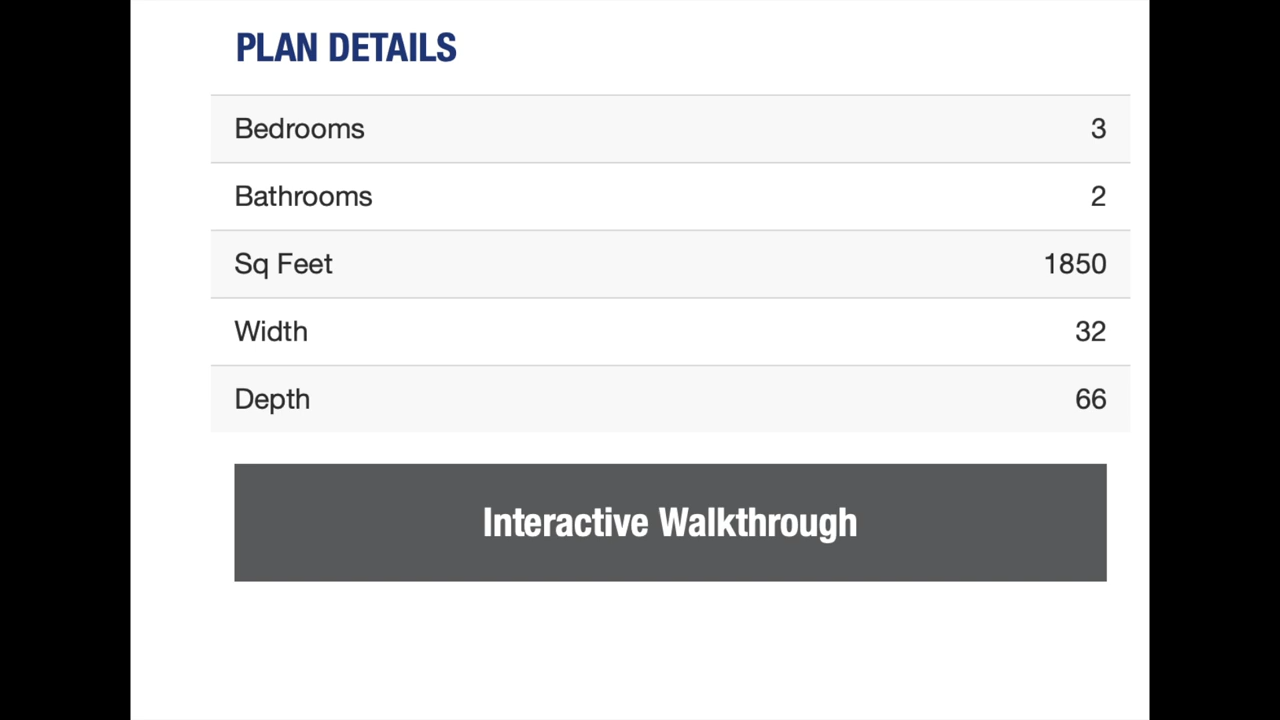 PLAN DETAILS
Bedrooms 3
Bathrooms 2
Sq Feet 1850
Width 32
Depth 66
Interactive Walkthrough